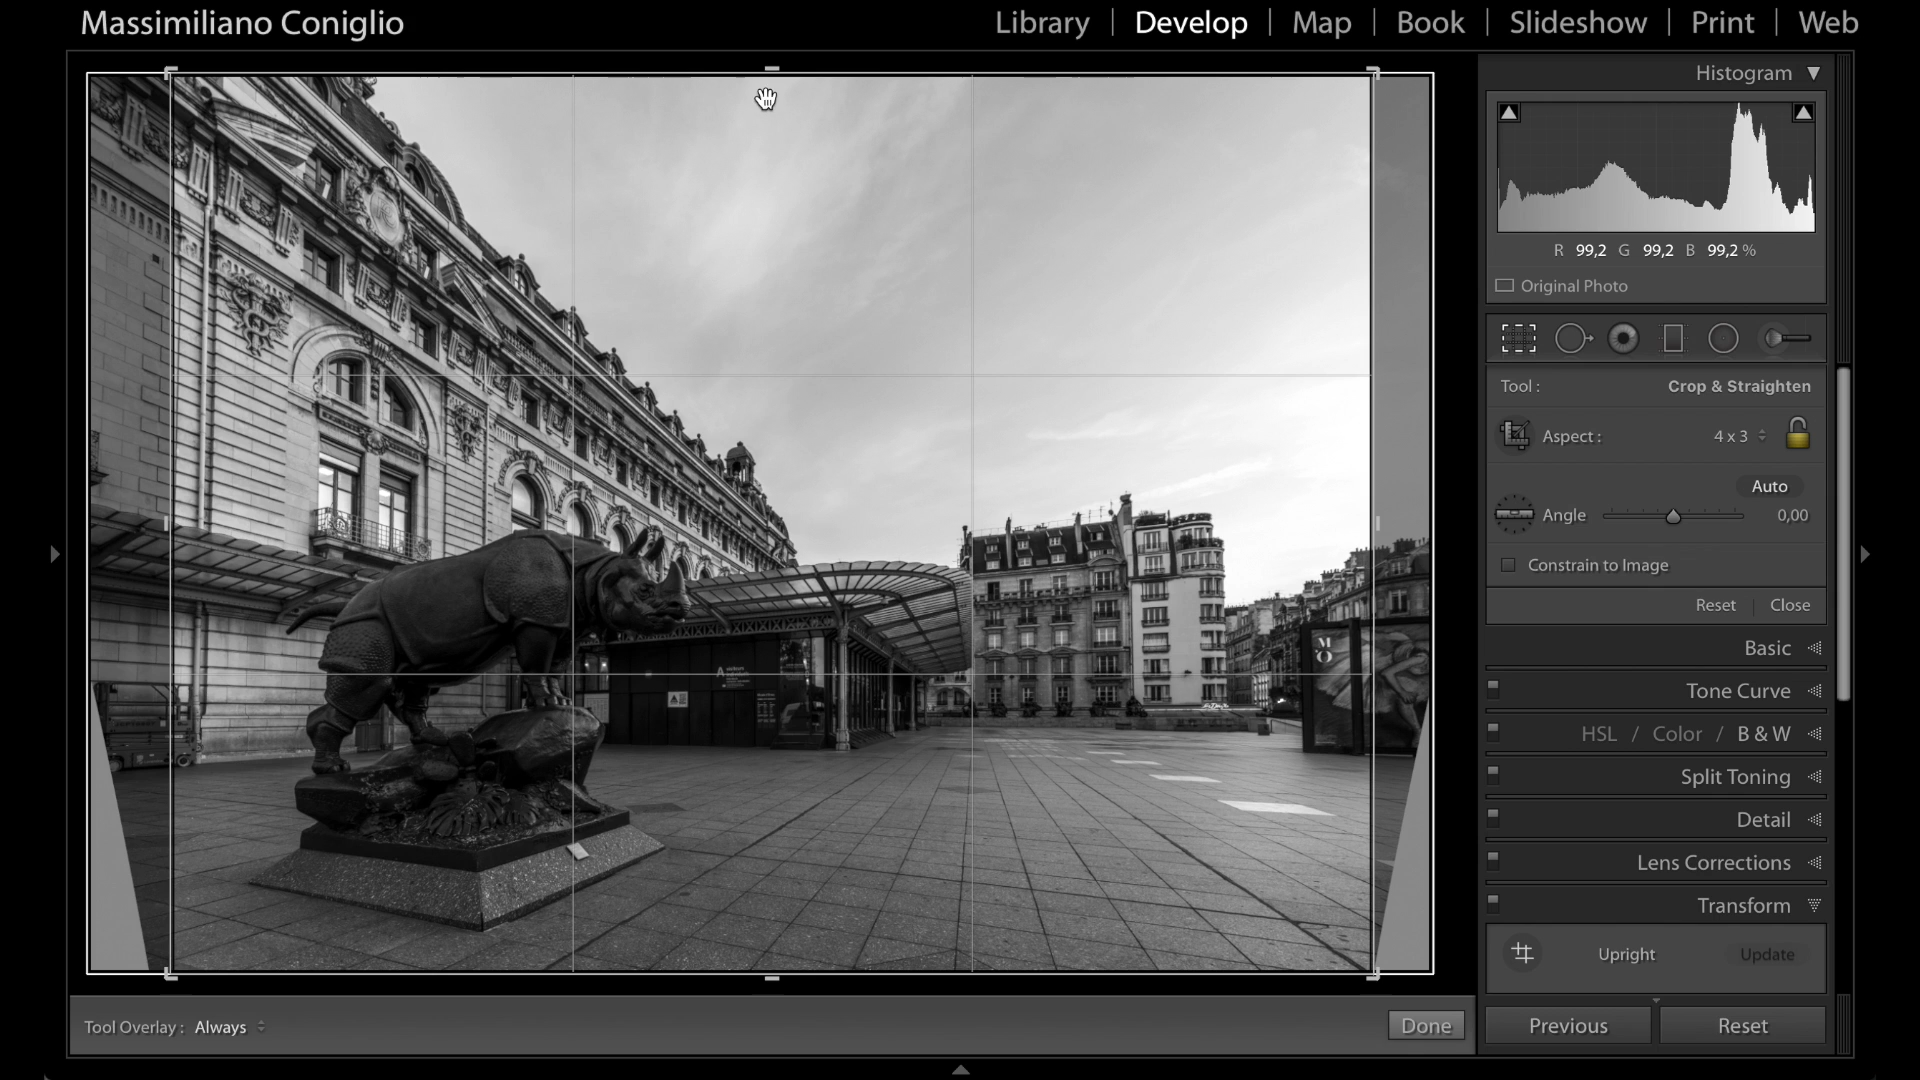 Massimiliano Coniglio
Library | Develop | Map | Book | Slideshow | Print | Web
Histogram
R 99,2 G 99,2 B 99,2 %
Original Photo
Tool : Crop & Straighten
Aspect : 4 x 3
Auto
Angle 0,00
Constrain to Image
Reset Close
Basic
Tone Curve
HSL / Color / B & W
Split Toning
Detail
Lens Corrections
Transform
Upright Update
Previous Reset
Tool Overlay : Always
Done
M
O
A